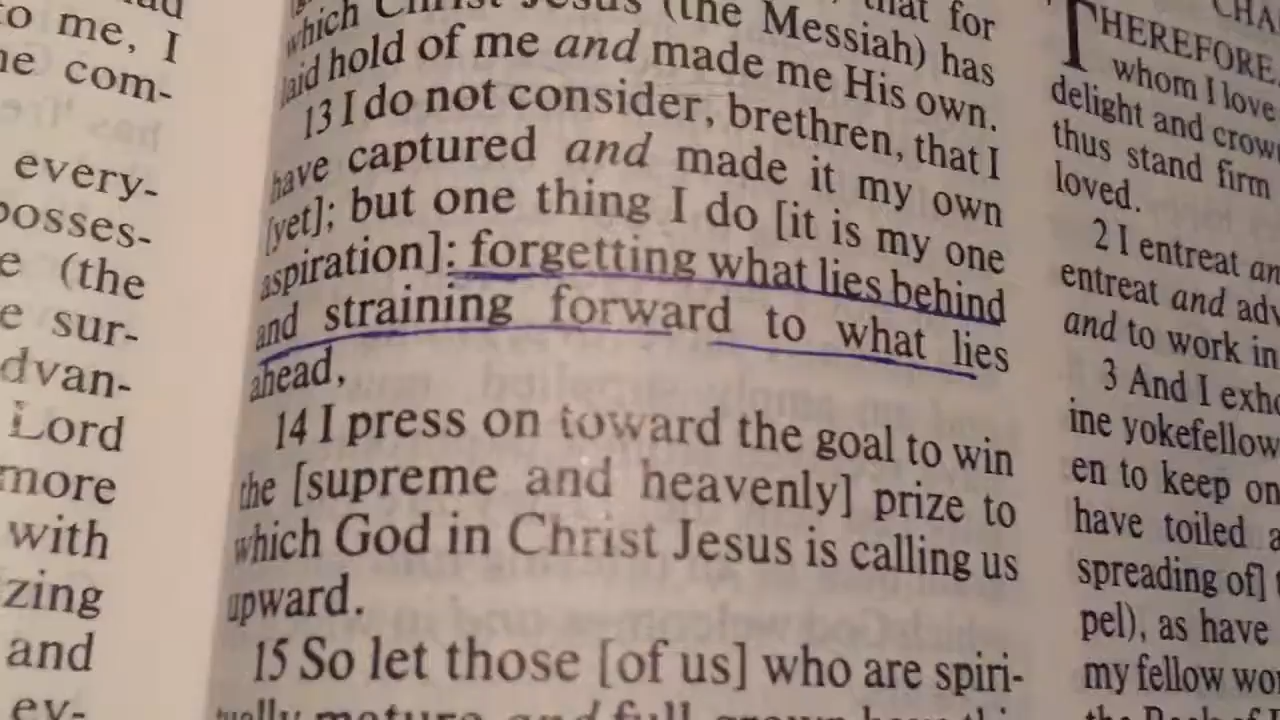 to me, I
com-
every-
posses-
(the
sur-
dvan-
Lord
more
with
zing
and
ev-
which Christ Jesus (the Messiah) has
laid hold of me and made me His own.
13 I do not consider, brethren, that I
have captured and made it my own
[yet]; but one thing I do [it is my one
aspiration]: forgetting what lies behind
and straining forward to what lies
ahead,
14 I press on toward the goal to win
the [supreme and heavenly] prize to
which God in Christ Jesus is calling us
upward.
15 So let those [of us] who are spiri-
CHA
THEREFORE,
whom I love
delight and crown
thus stand firm
loved.
2 I entreat an
entreat and adv
and to work in
3 And I exho
ine yokefellow
en to keep on
have toiled
spreading of]
pel), as have
my fellow wor